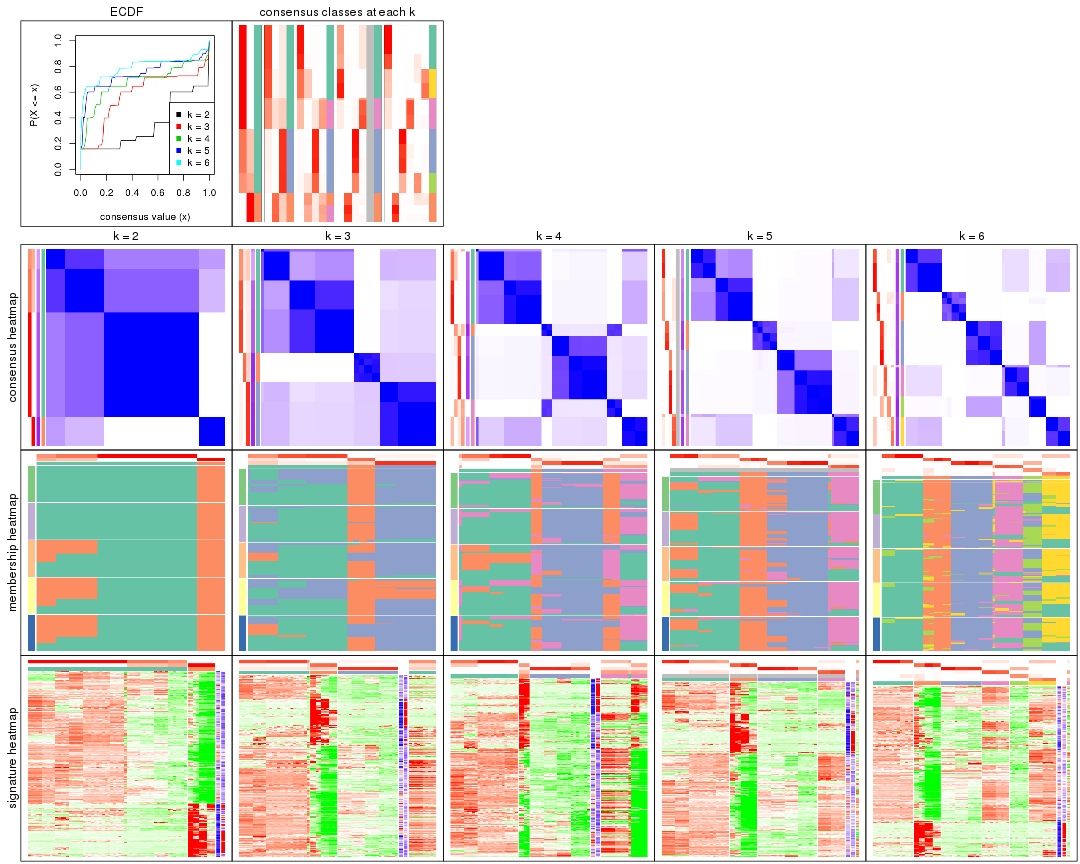 ECDF
consensus classes at each k
P(X <= x)
0.0 0.2 0.4 0.6 0.8 1.0
k = 2
k = 3
k = 4
k = 5
k = 6
0.0 0.2 0.4 0.6 0.8 1.0
consensus value (x)
k = 2
k = 3
k = 4
k = 5
k = 6
consensus heatmap
membership heatmap
signature heatmap